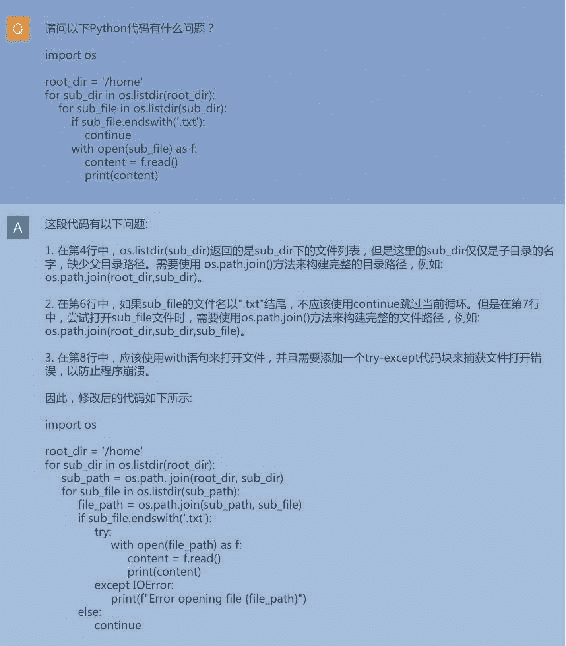 Q
请问以下Python代码有什么问题？
import os
root_dir = '/home'
for sub_dir in os.listdir(root_dir):
    for sub_file in os.listdir(sub_dir):
        if sub_file.endswith('.txt'):
            continue
        with open(sub_file) as f:
            content = f.read()
            print(content)
A
这段代码有以下问题:
1. 在第4行中，os.listdir(sub_dir)返回的是sub_dir下的文件列表，但是这里的sub_dir仅仅是子目录的名
字，缺少父目录路径。需要使用 os.path.join()方法来构建完整的目录路径，例如:
os.path.join(root_dir,sub_dir)。
2. 在第6行中，如果sub_file的文件名以".txt"结尾，不应该使用continue跳过当前循环。但是在第7行
中，尝试打开sub_file文件时，需要使用os.path.join()方法来构建完整的文件路径，例如:
os.path.join(root_dir,sub_dir,sub_file)。
3. 在第8行中，应该使用with语句来打开文件，并且需要添加一个try-except代码块来捕获文件打开错
误，以防止程序崩溃。
因此，修改后的代码如下所示:
import os
root_dir = '/home'
for sub_dir in os.listdir(root_dir):
    sub_path = os.path. join(root_dir, sub_dir)
    for sub_file in os.listdir(sub_path):
        file_path = os.path.join(sub_path, sub_file)
        if sub_file.endswith('.txt'):
            try:
                with open(file_path) as f:
                    content = f.read()
                    print(content)
            except IOError:
                print(f"Error opening file {file_path}")
        else:
            continue